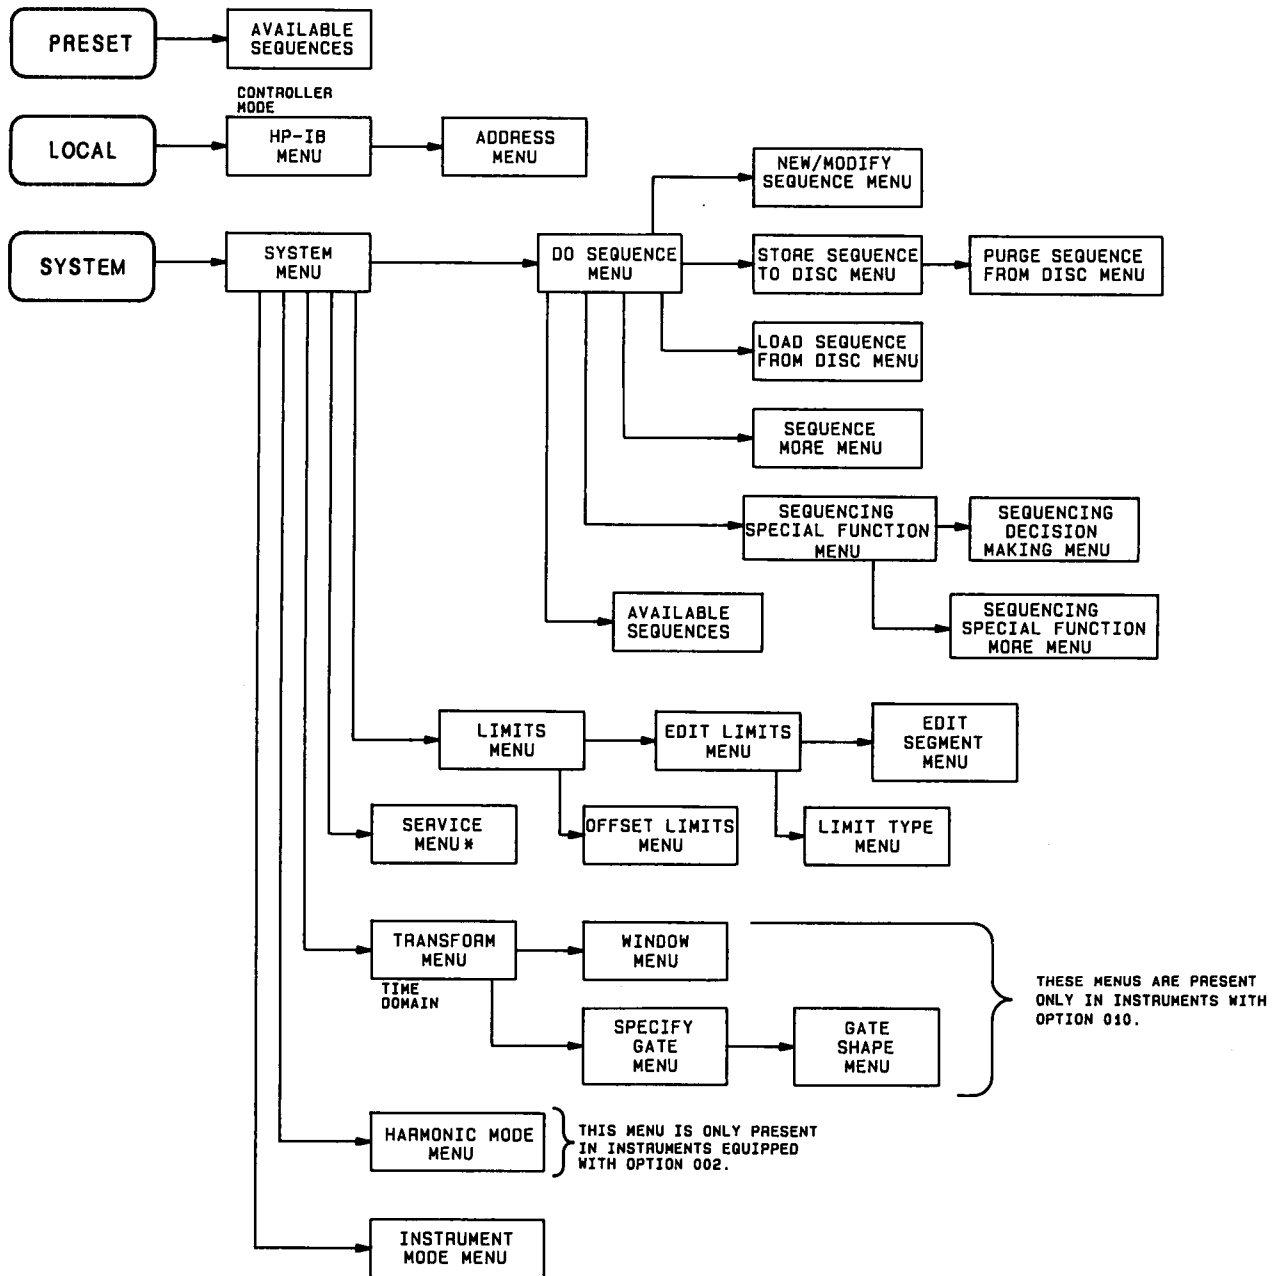 PRESET
AVAILABLE
SEQUENCES
CONTROLLER
MODE
LOCAL
HP-IB
MENU
ADDRESS
MENU
NEW/MODIFY
SEQUENCE MENU
SYSTEM
SYSTEM
MENU
DO SEQUENCE
MENU
STORE SEQUENCE
TO DISC MENU
PURGE SEQUENCE
FROM DISC MENU
LOAD SEQUENCE
FROM DISC MENU
SEQUENCE
MORE MENU
SEQUENCING
SPECIAL FUNCTION
MENU
SEQUENCING
DECISION
MAKING MENU
AVAILABLE
SEQUENCES
SEQUENCING
SPECIAL FUNCTION
MORE MENU
LIMITS
MENU
EDIT LIMITS
MENU
EDIT
SEGMENT
MENU
SERVICE
MENU*
OFFSET LIMITS
MENU
LIMIT TYPE
MENU
TRANSFORM
MENU
TIME
DOMAIN
WINDOW
MENU
SPECIFY
GATE
MENU
GATE
SHAPE
MENU
THESE MENUS ARE PRESENT
ONLY IN INSTRUMENTS WITH
OPTION 010.
HARMONIC MODE
MENU
THIS MENU IS ONLY PRESENT
IN INSTRUMENTS EQUIPPED
WITH OPTION 002.
INSTRUMENT
MODE MENU